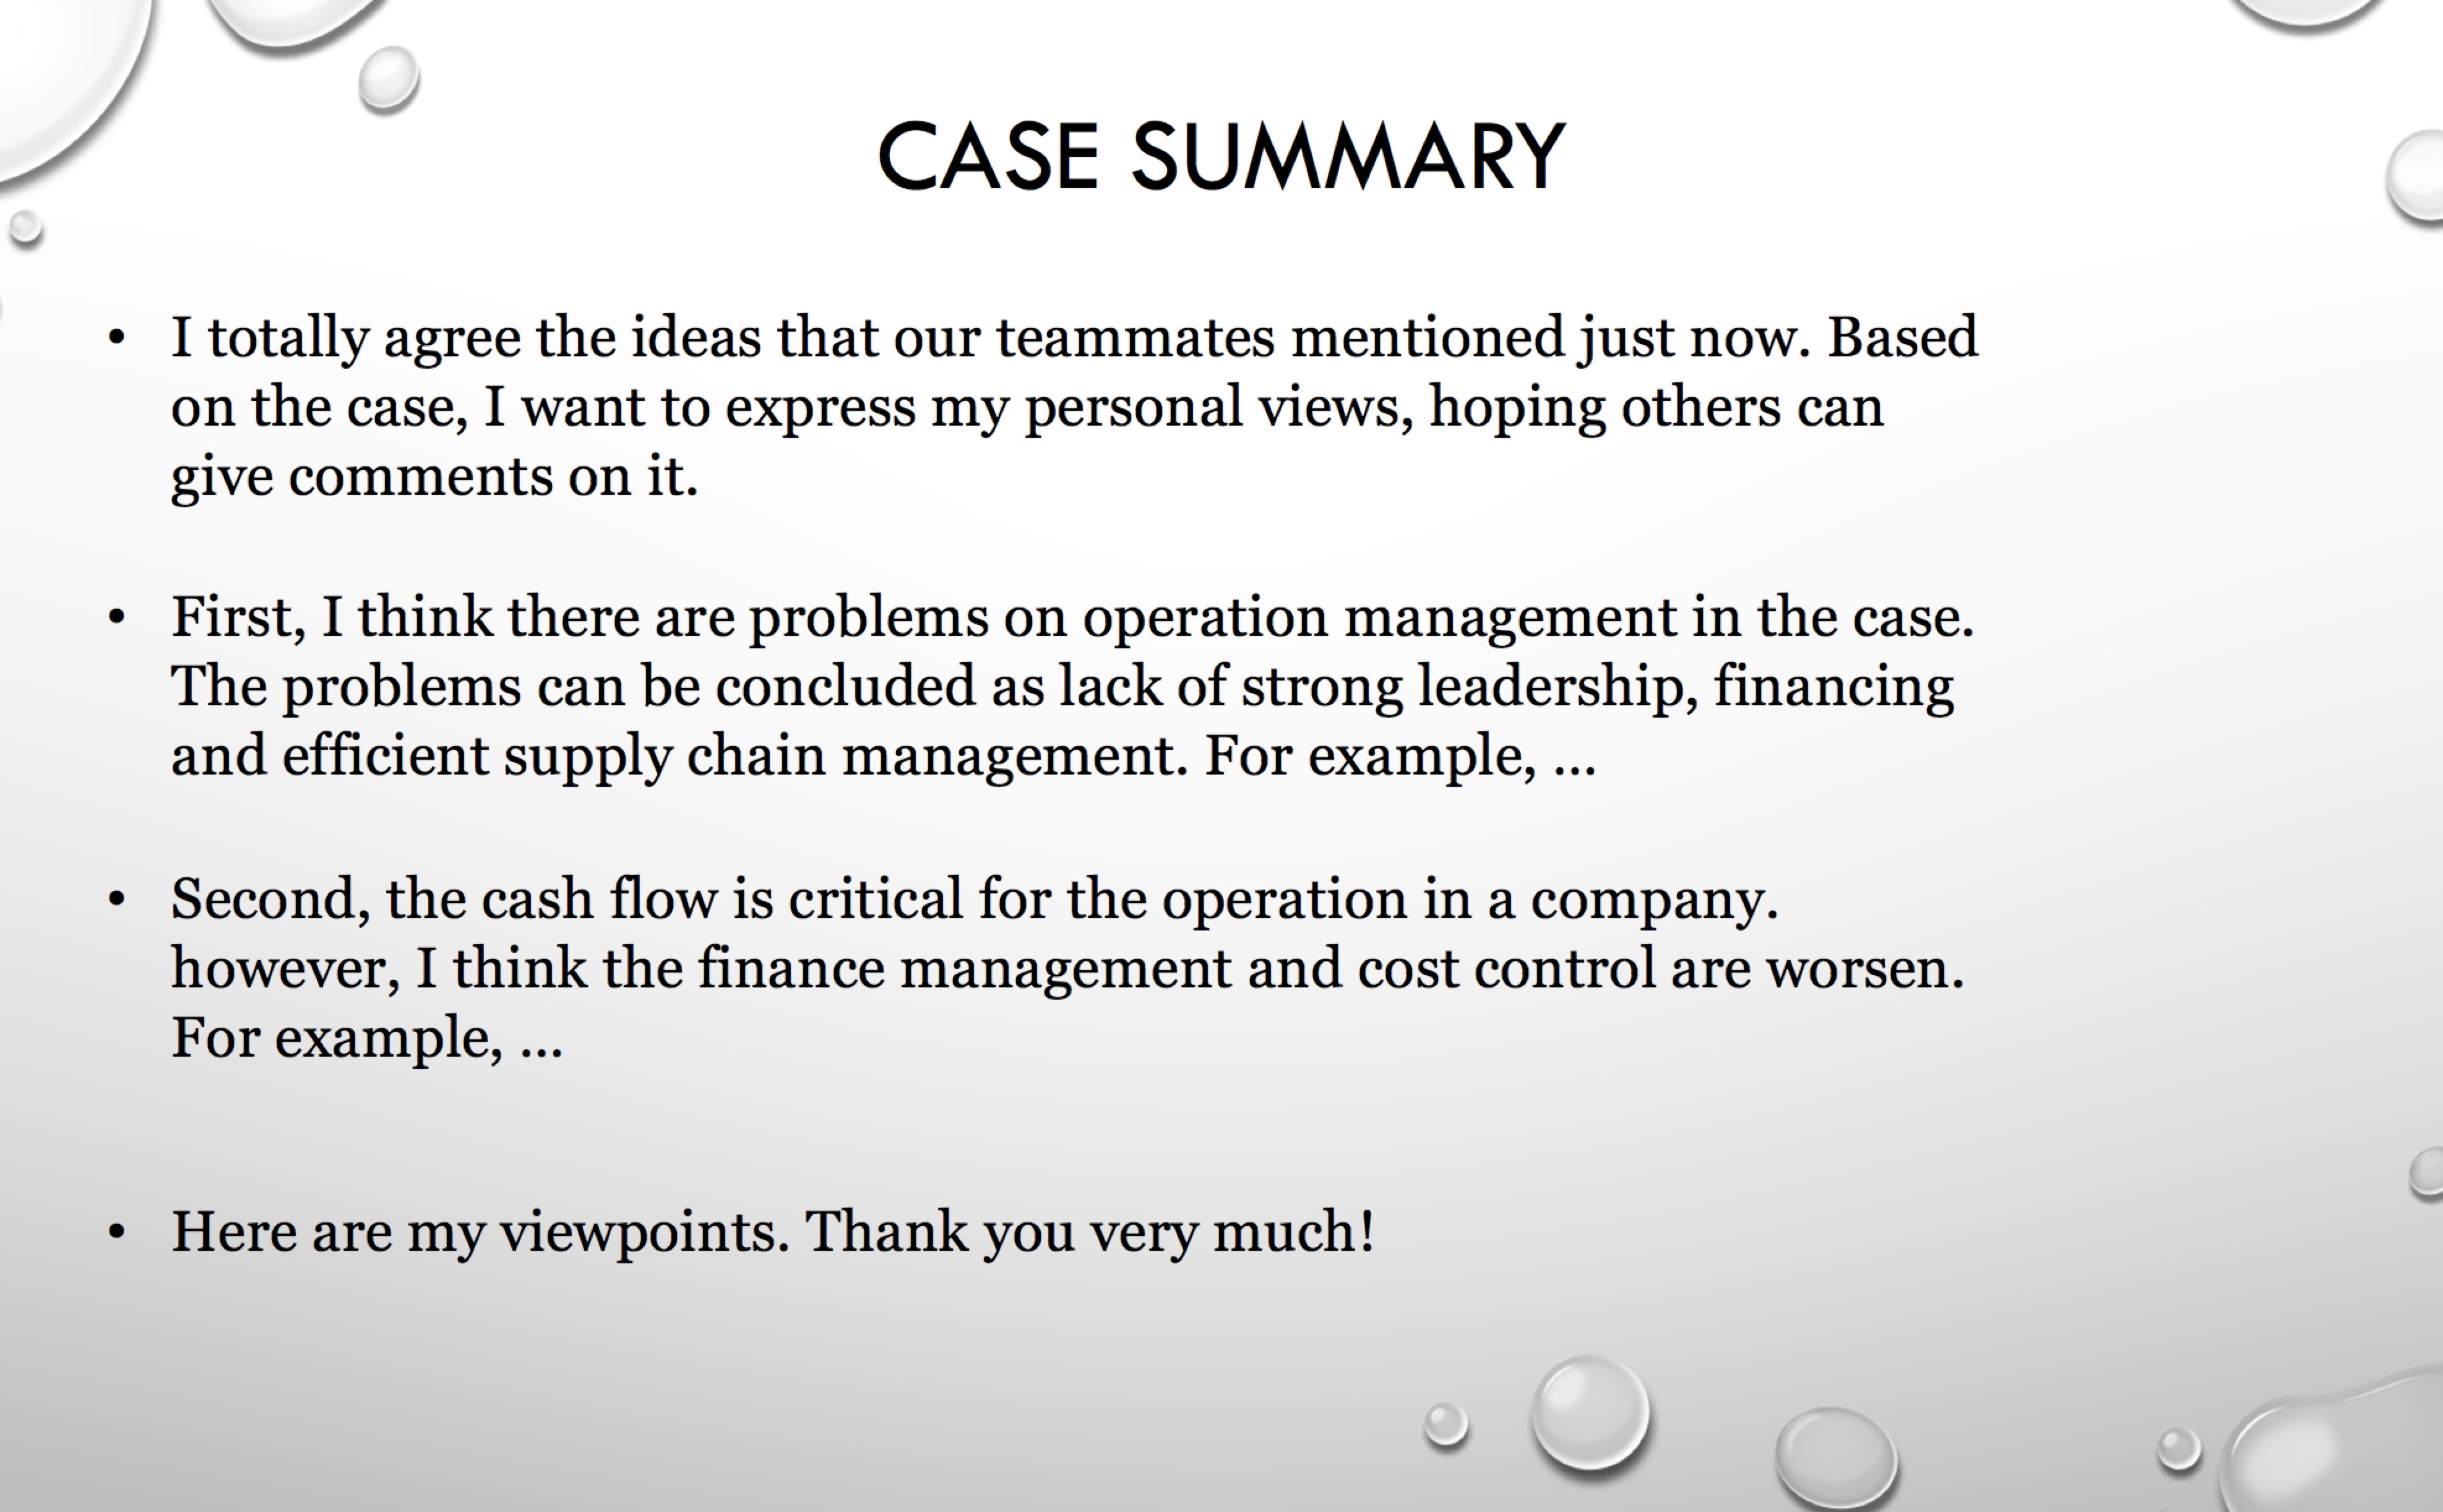 CASE SUMMARY
• I totally agree the ideas that our teammates mentioned just now. Based
on the case, I want to express my personal views, hoping others can
give comments on it.
• First, I think there are problems on operation management in the case.
The problems can be concluded as lack of strong leadership, financing
and efficient supply chain management. For example, ...
• Second, the cash flow is critical for the operation in a company.
however, I think the finance management and cost control are worsen.
For example, ...
• Here are my viewpoints. Thank you very much!